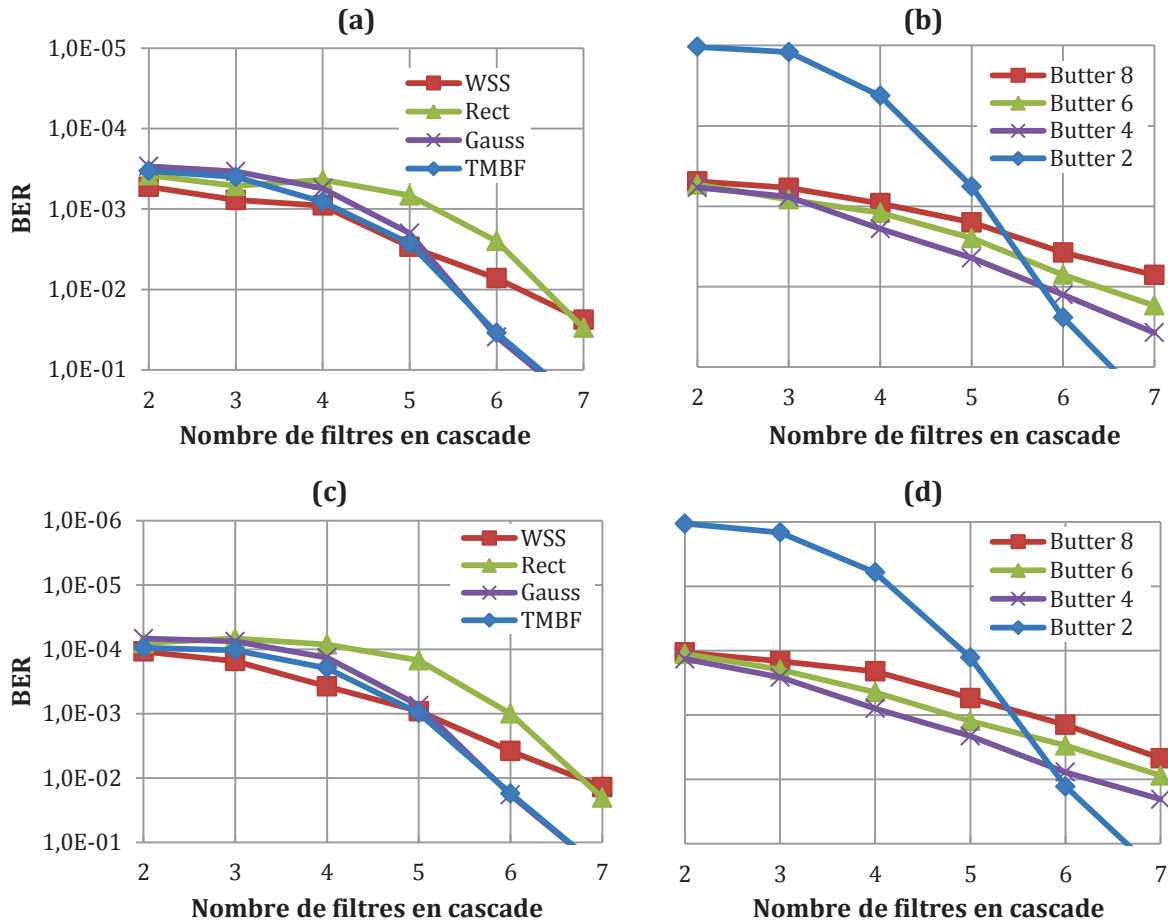 (a)
1,0E-05
1,0E-04
1,0E-03
1,0E-02
1,0E-01
BER
WSS
Rect
Gauss
TMBF
2 3 4 5 6 7
Nombre de filtres en cascade
(b)
Butter 8
Butter 6
Butter 4
Butter 2
2 3 4 5 6 7
Nombre de filtres en cascade
(c)
1,0E-06
1,0E-05
1,0E-04
1,0E-03
1,0E-02
1,0E-01
BER
WSS
Rect
Gauss
TMBF
2 3 4 5 6 7
Nombre de filtres en cascade
(d)
Butter 8
Butter 6
Butter 4
Butter 2
2 3 4 5 6 7
Nombre de filtres en cascade